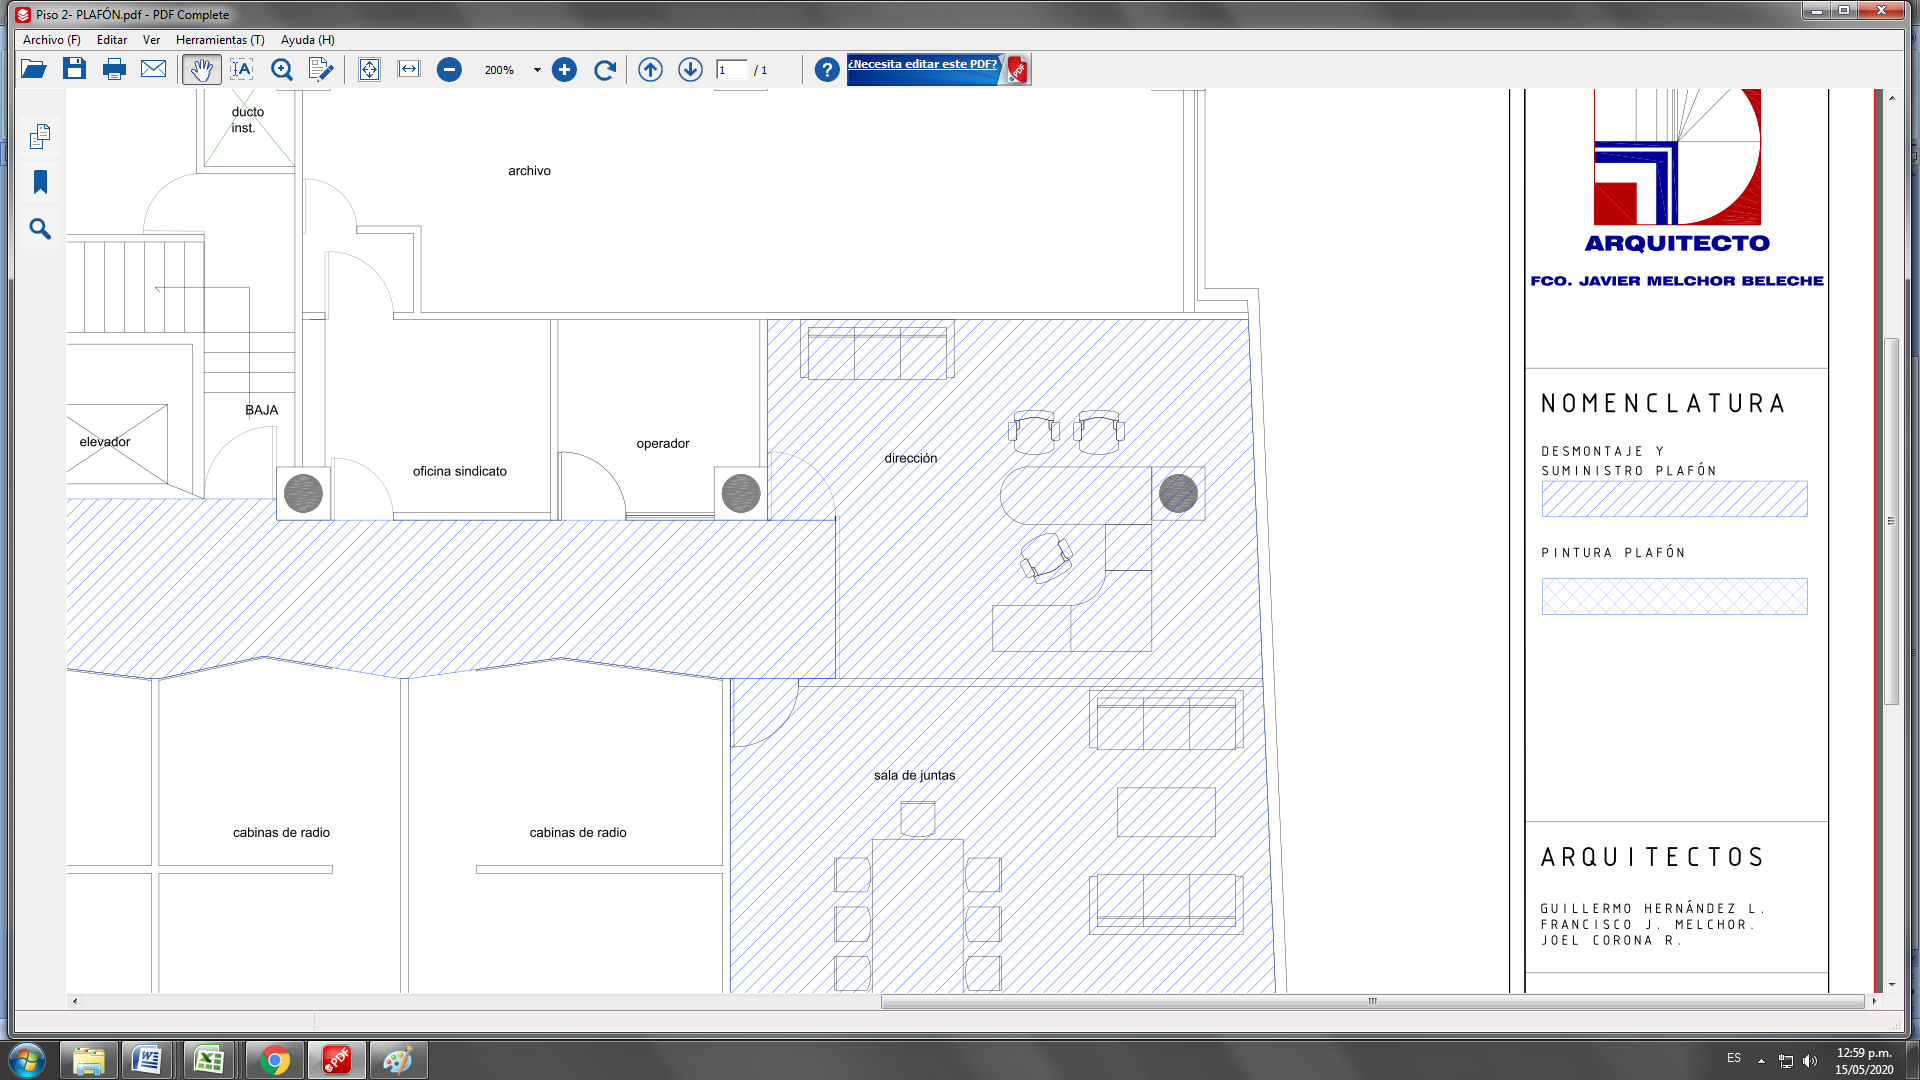 Piso 2- PLAFÓN.pdf - PDF Complete
Archivo (F) Editar Ver Herramientas (T) Ayuda (H)
200% 1 / 1 ¿Necesita editar este PDF? PDF
ducto
inst.
archivo
BAJA
elevador
oficina sindicato
operador
dirección
sala de juntas
cabinas de radio
cabinas de radio
ARQUITECTO
FCO. JAVIER MELCHOR BELECHE
NOMENCLATURA
DESMONTAJE Y
SUMINISTRO PLAFÓN
PINTURA PLAFÓN
ARQUITECTOS
GUILLERMO HERNÁNDEZ L.
FRANCISCO J. MELCHOR.
JOEL CORONA R.
PDF
ES
12:59 p.m.
15/05/2020